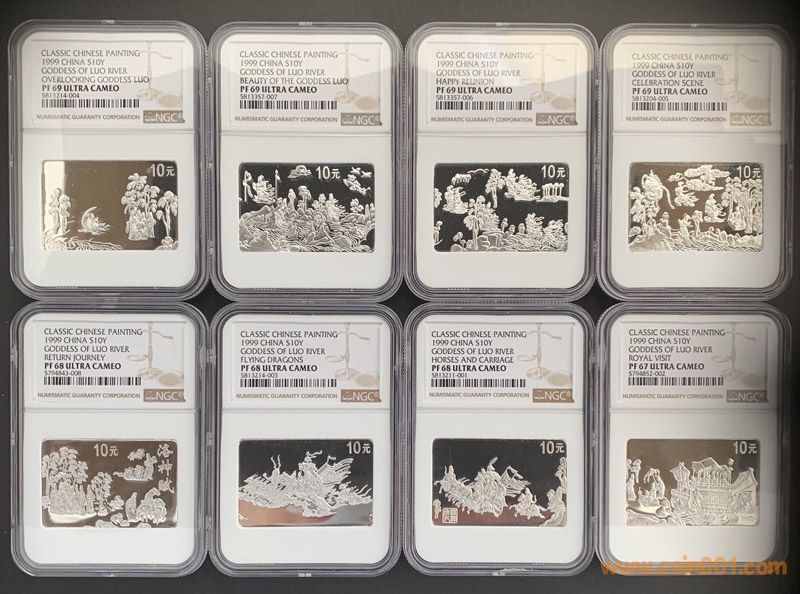 CLASSIC CHINESE PAINTING
1999 CHINA S10Y
GODDESS OF LUO RIVER
OVERLOOKING GODDESS LUO
PF 69 ULTRA CAMEO
5813214-004
NUMISMATIC GUARANTY CORPORATION
NGC
10元
CLASSIC CHINESE PAINTING
1999 CHINA S10Y
GODDESS OF LUO RIVER
BEAUTY OF THE GODDESS LUO
PF 69 ULTRA CAMEO
5813357-007
NUMISMATIC GUARANTY CORPORATION
NGC
10元
CLASSIC CHINESE PAINTING
1999 CHINA S10Y
GODDESS OF LUO RIVER
HAPPY REUNION
PF 69 ULTRA CAMEO
5813357-006
NUMISMATIC GUARANTY CORPORATION
NGC
10元
CLASSIC CHINESE PAINTING
1999 CHINA S10Y
GODDESS OF LUO RIVER
CELEBRATION SCENE
PF 69 ULTRA CAMEO
5813204-005
NUMISMATIC GUARANTY CORPORATION
NGC
10元
CLASSIC CHINESE PAINTING
1999 CHINA S10Y
GODDESS OF LUO RIVER
RETURN JOURNEY
PF 68 ULTRA CAMEO
5794843-008
NUMISMATIC GUARANTY CORPORATION
NGC
10元
洛神賦
CLASSIC CHINESE PAINTING
1999 CHINA S10Y
GODDESS OF LUO RIVER
FLYING DRAGONS
PF 68 ULTRA CAMEO
5813214-003
NUMISMATIC GUARANTY CORPORATION
NGC
10元
CLASSIC CHINESE PAINTING
1999 CHINA S10Y
GODDESS OF LUO RIVER
HORSES AND CARRIAGE
PF 68 ULTRA CAMEO
5813211-001
NUMISMATIC GUARANTY CORPORATION
NGC
10元
CLASSIC CHINESE PAINTING
1999 CHINA S10Y
GODDESS OF LUO RIVER
ROYAL VISIT
PF 67 ULTRA CAMEO
5794852-002
NUMISMATIC GUARANTY CORPORATION
NGC
10元
www.coin001.com